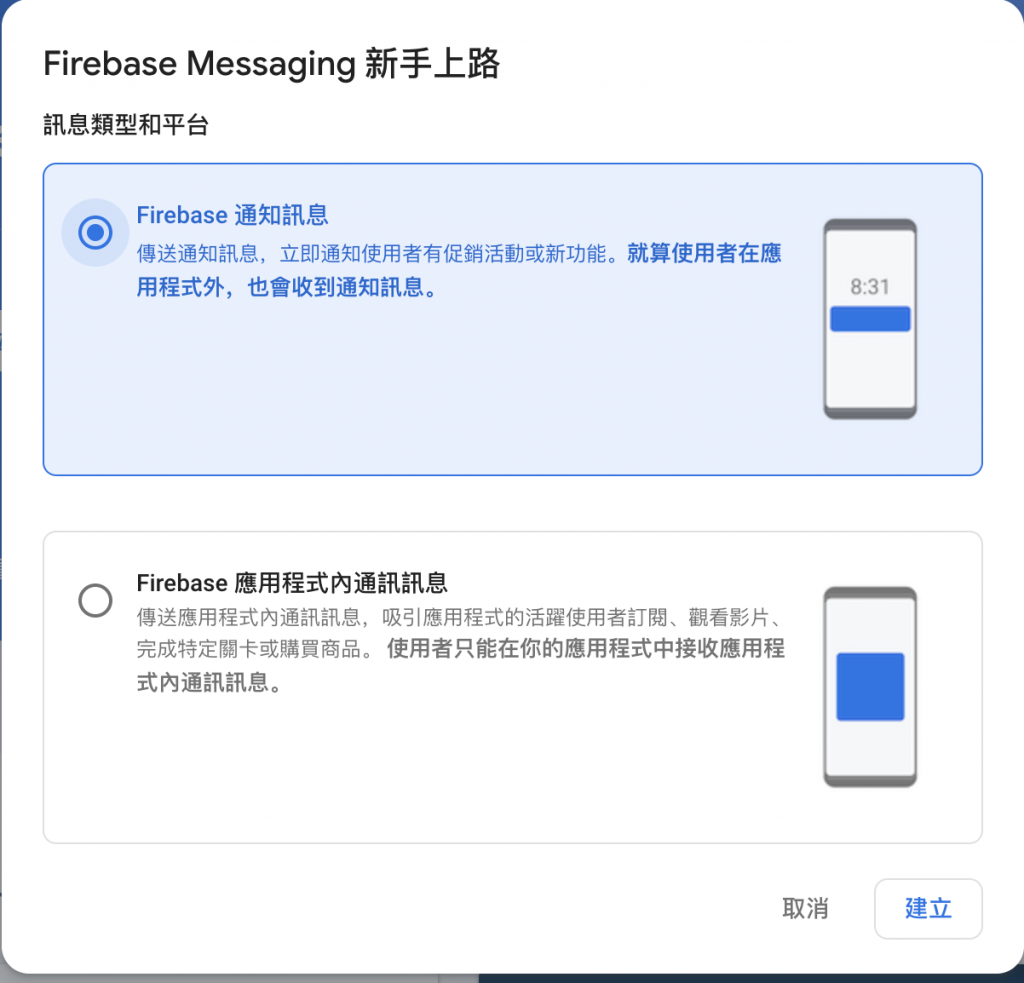 Firebase Messaging 新手上路
訊息類型和平台
Firebase 通知訊息
傳送通知訊息，立即通知使用者有促銷活動或新功能。就算使用者在應
用程式外，也會收到通知訊息。
8:31
Firebase 應用程式內通訊訊息
傳送應用程式內通訊訊息，吸引應用程式的活躍使用者訂閱、觀看影片、
完成特定關卡或購買商品。 使用者只能在你的應用程式中接收應用程
式內通訊訊息。
取消
建立